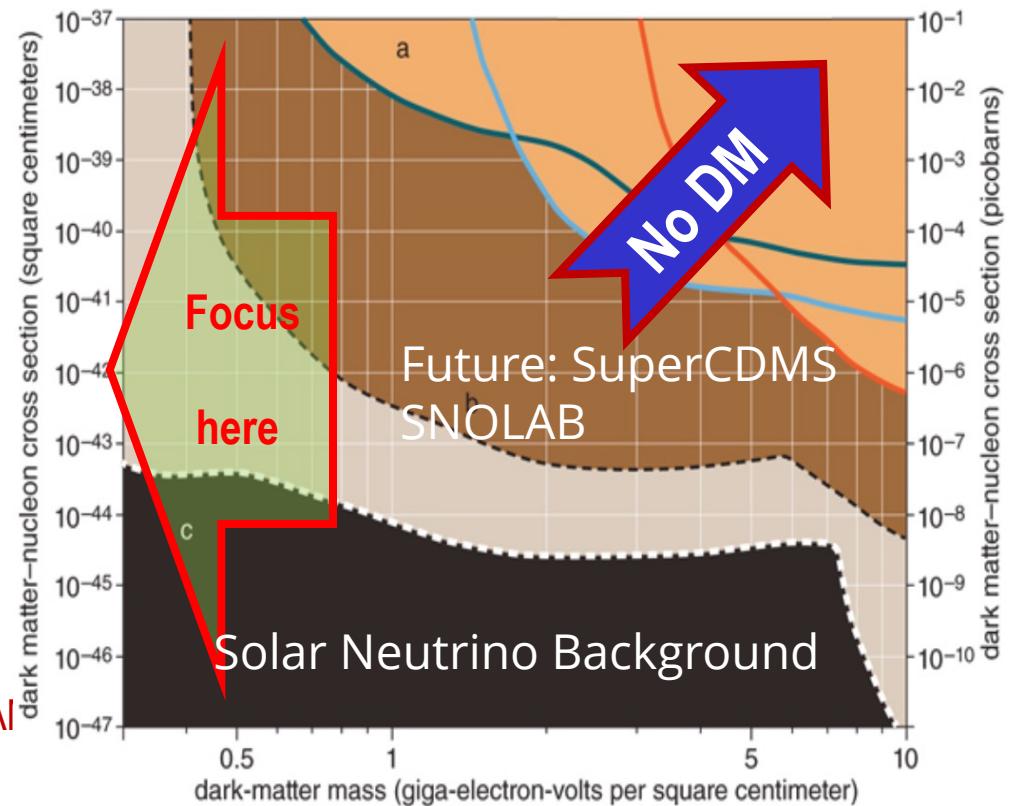 dark matter–nucleon cross section (square centimeters)
10–37
10–38
10–39
10–40
10–41
10–42
10–43
10–44
10–45
10–46
10–47
a
No DM
Focus
here
Future: SuperCDMS
b
SNOLAB
c
Solar Neutrino Background
10–1
10–2
10–3
10–4
10–5
10–6
10–7
10–8
10–9
10–10
dark matter–nucleon cross section (picobarns)
0.5
1
5
10
dark-matter mass (giga-electron-volts per square centimeter)